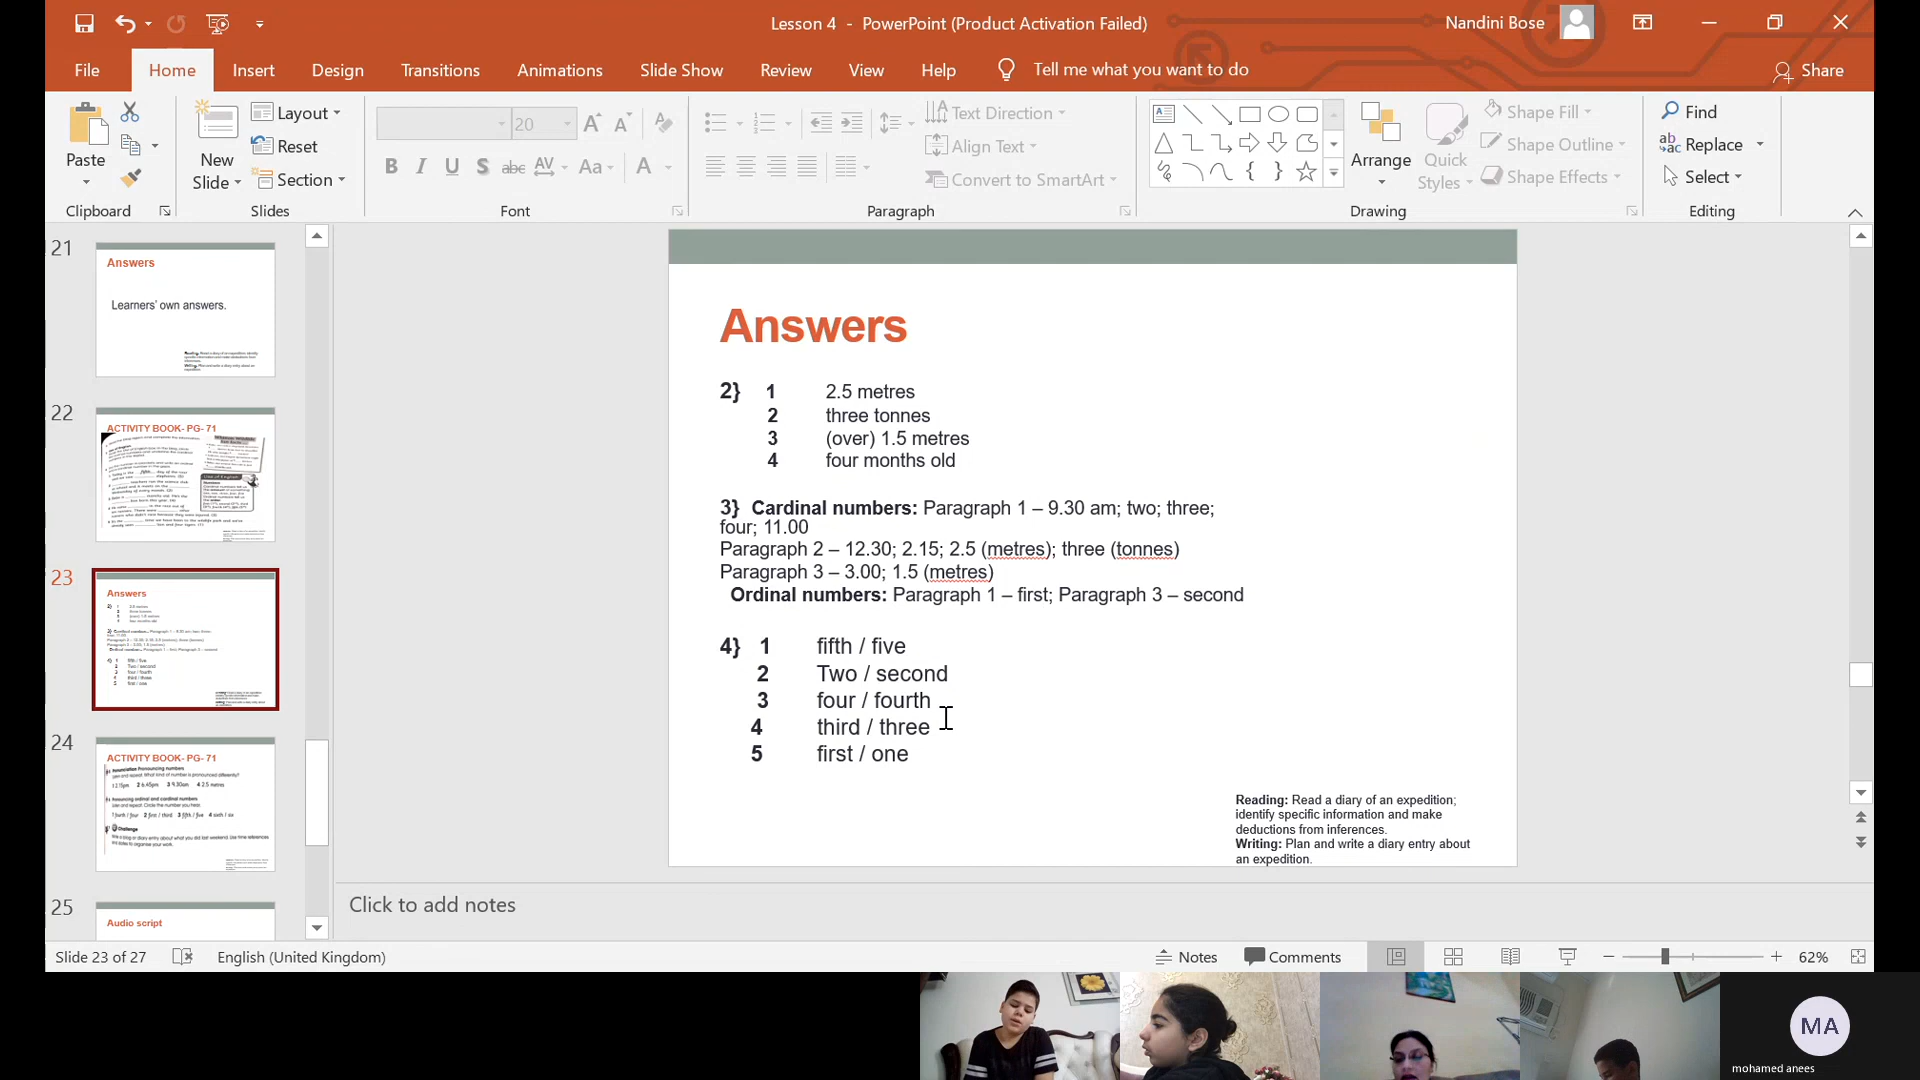 Lesson 4 - PowerPoint (Product Activation Failed)
Nandini Bose
File Home Insert Design Transitions Animations Slide Show Review View Help Tell me what you want to do Share
Paste
Clipboard
New Slide
Layout
Reset
Section
Slides
20
B I U S abc AV Aa A
Font
Text Direction
Align Text
Convert to SmartArt
Paragraph
Arrange
Quick Styles
Shape Fill
Shape Outline
Shape Effects
Drawing
Find
Replace
Select
Editing
21
Answers
Learners' own answers.
22
ACTIVITY BOOK- PG- 71
23
Answers
24
ACTIVITY BOOK- PG- 71
25
Audio script
Answers
2} 1 2.5 metres
2 three tonnes
3 (over) 1.5 metres
4 four months old
3} Cardinal numbers: Paragraph 1 – 9.30 am; two; three;
four; 11.00
Paragraph 2 – 12.30; 2.15; 2.5 (metres); three (tonnes)
Paragraph 3 – 3.00; 1.5 (metres)
Ordinal numbers: Paragraph 1 – first; Paragraph 3 – second
4} 1 fifth / five
2 Two / second
3 four / fourth
4 third / three
5 first / one
Reading: Read a diary of an expedition;
identify specific information and make
deductions from inferences.
Writing: Plan and write a diary entry about
an expedition.
Click to add notes
Slide 23 of 27 English (United Kingdom) Notes Comments 62%
MA
mohamed anees